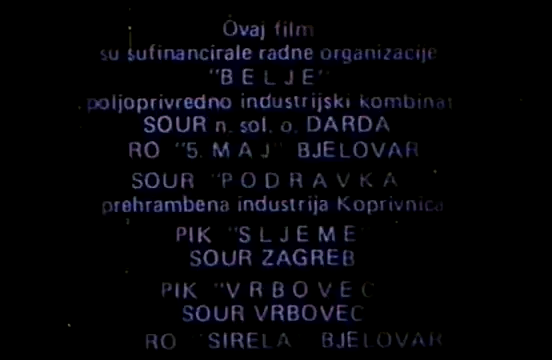 Ovaj film
su sufinancirale radne organizacije
"BELJE"
poljoprivredno industrijski kombinat
SOUR n. sol. o. DARDA
RO "5. MAJ" BJELOVAR
SOUR "PODRAVKA
prehrambena industrija Koprivnica
PIK "SLJEME
SOUR ZAGREB
PIK "VRBOVEC
SOUR VRBOVEC
RO "SIRELA" BJELOVAR